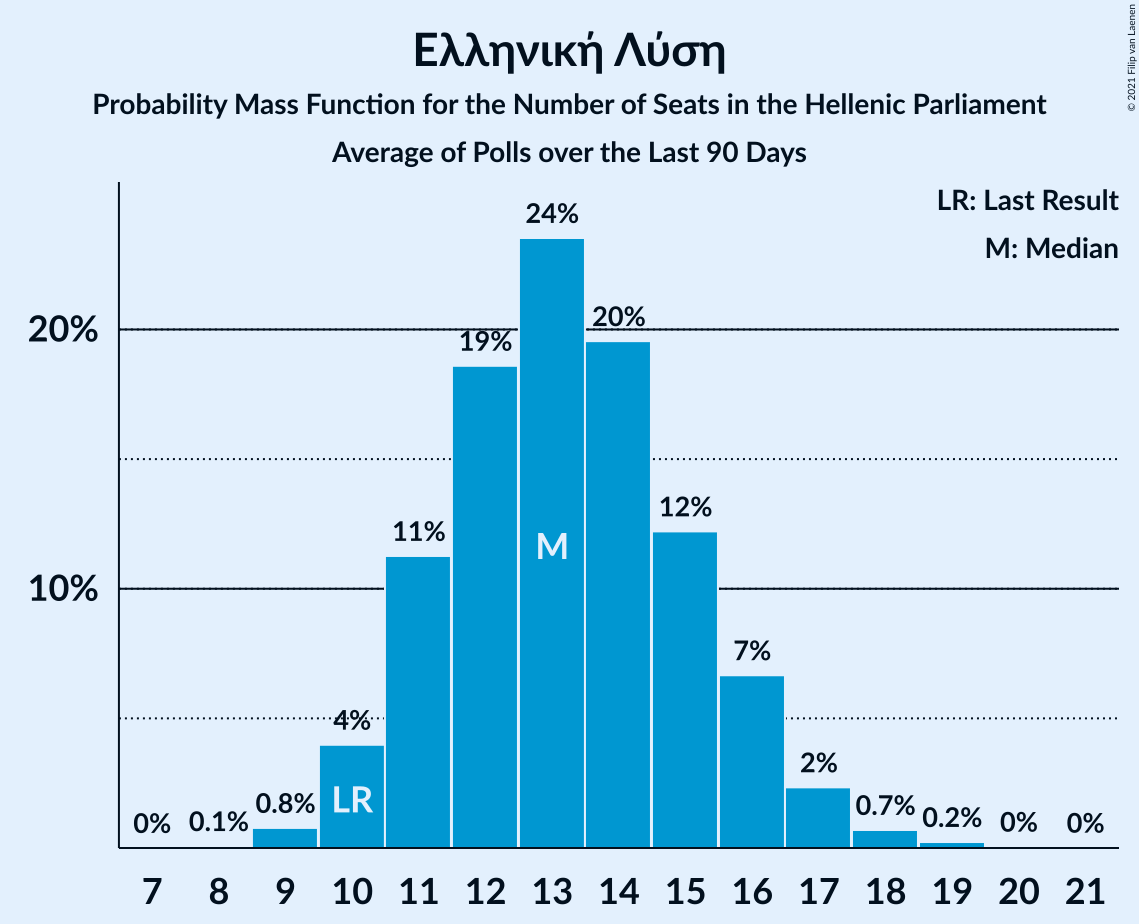 © 2021 Filip van Laenen
Ελληνική Λύση
Probability Mass Function for the Number of Seats in the Hellenic Parliament
Average of Polls over the Last 90 Days
LR: Last Result
M: Median
20%
10%
0%
0.1%
0.8%
4%
11%
19%
24%
20%
12%
7%
2%
0.7%
0.2%
0%
0%
LR
M
7 8 9 10 11 12 13 14 15 16 17 18 19 20 21